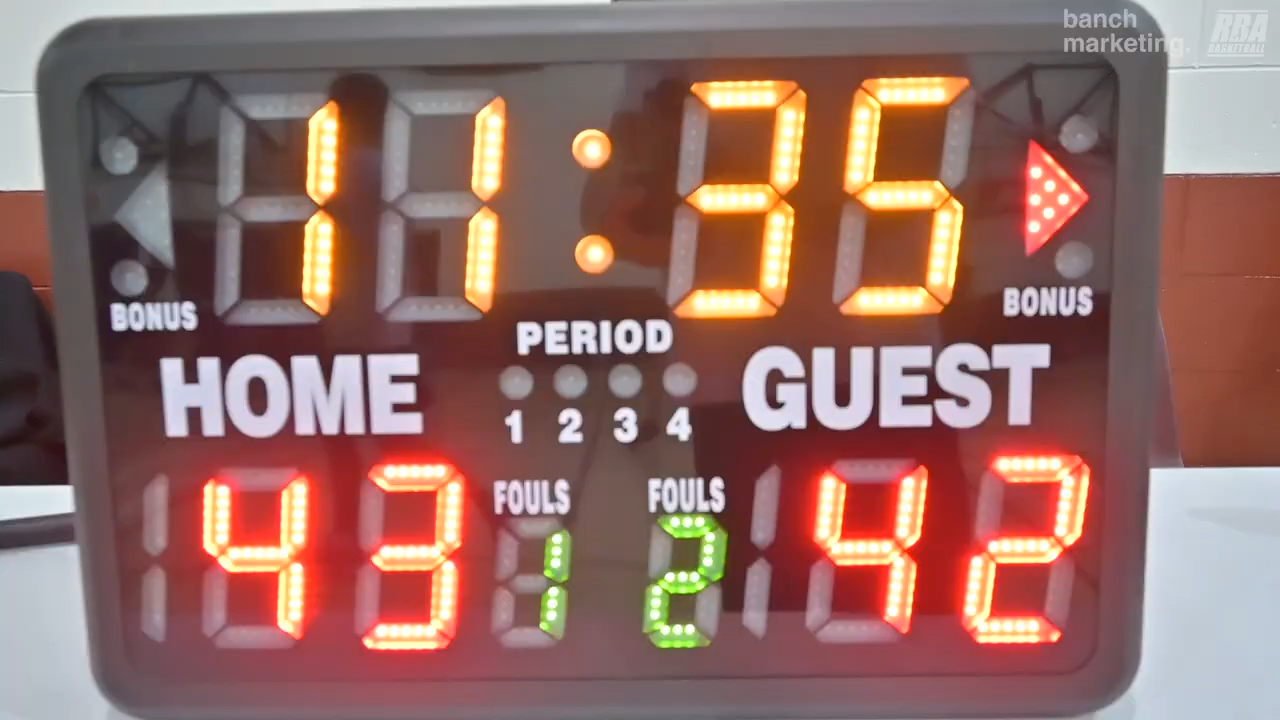 banch
marketing.
RBA
BASKETBALL
11:35
BONUS
BONUS
PERIOD
HOME
GUEST
1 2 3 4
FOULS
FOULS
43
1
2
42